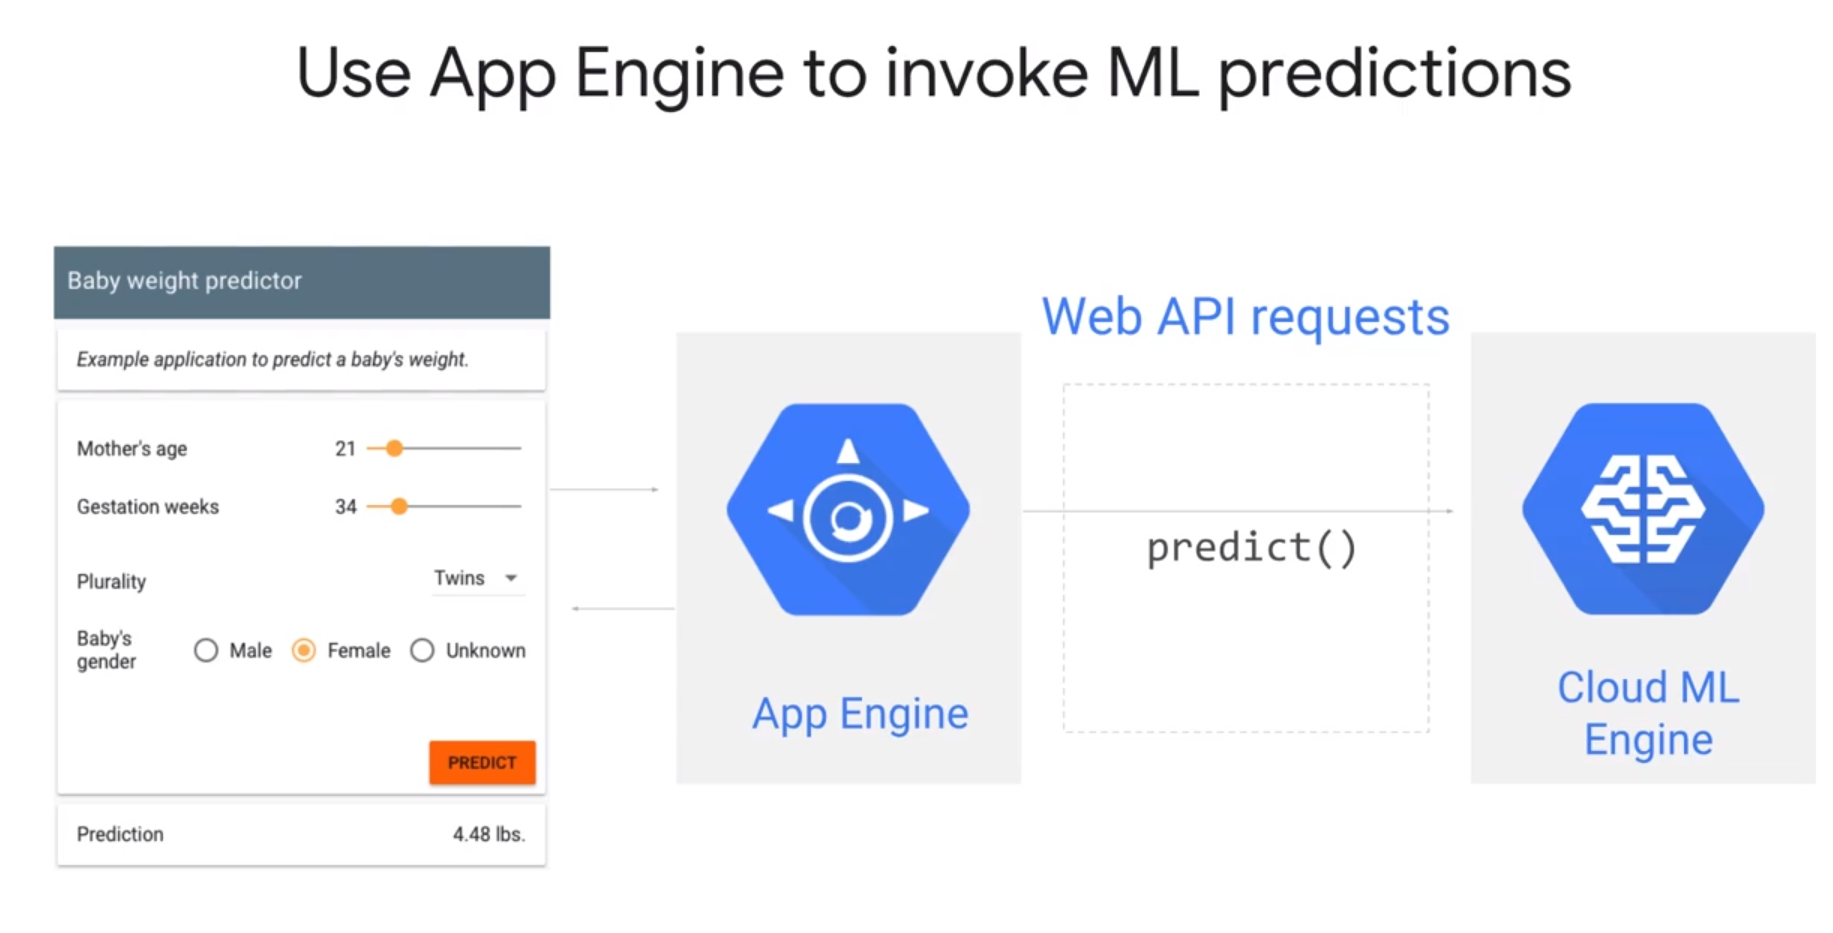 Use App Engine to invoke ML predictions
Baby weight predictor
Example application to predict a baby's weight.
Mother's age 21
Gestation weeks 34
Plurality Twins
Baby's
gender
Male Female Unknown
PREDICT
Prediction 4.48 lbs.
App Engine
Web API requests
predict()
Cloud ML
Engine